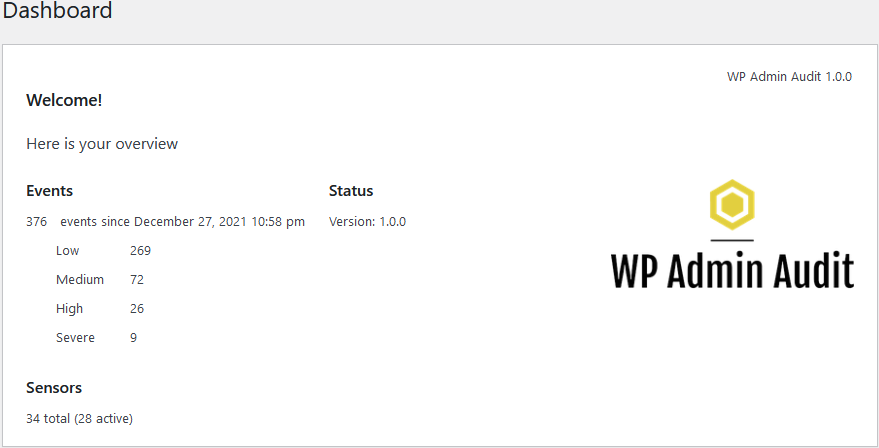 Dashboard
WP Admin Audit 1.0.0
Welcome!
Here is your overview
Events
376 events since December 27, 2021 10:58 pm
Low 269
Medium 72
High 26
Severe 9
Status
Version: 1.0.0
WP Admin Audit
Sensors
34 total (28 active)